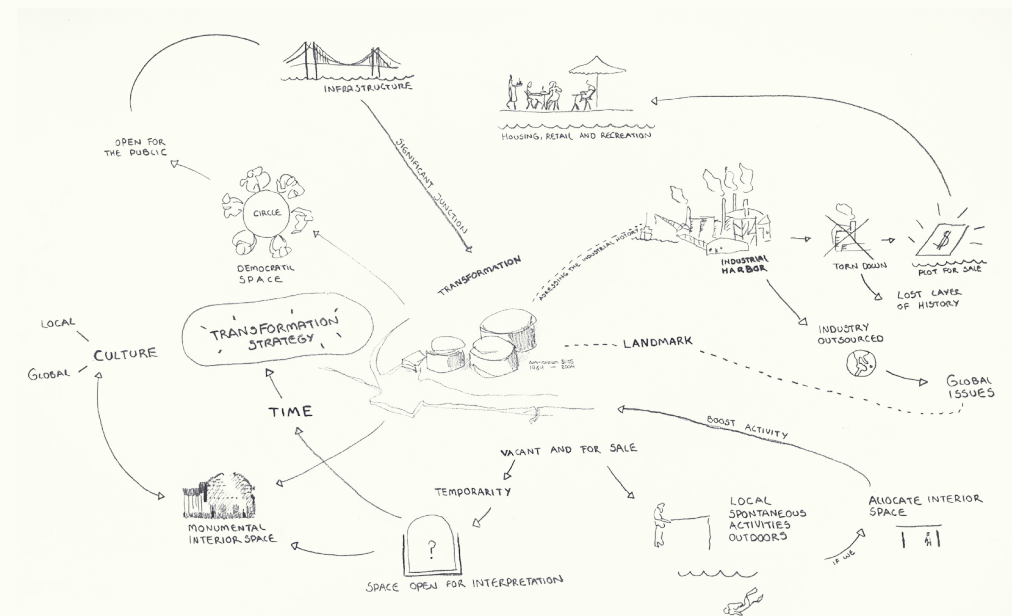 INFRASTRUCTURE
SIGNIFICANT JUNCTION
HOUSING, RETAIL AND RECREATION
OPEN FOR
THE PUBLIC
CIRCLE
DEMOCRATIC
SPACE
TRANSFORMATION
ADRESSING THE INDUSTRIAL HISTORY
INDUSTRIAL
HARBOR
TORN DOWN
$
PLOT FOR SALE
LOST LAYER
OF HISTORY
INDUSTRY
OUTSOURCED
GLOBAL
ISSUES
LANDMARK
TRANSFORMATION
STRATEGY
LOCAL
CULTURE
GLOBAL
TIME
BOOST ACTIVITY
VACANT AND FOR SALE
TEMPORARITY
MONUMENTAL
INTERIOR SPACE
?
SPACE OPEN FOR INTERPRETATION
LOCAL
SPONTANEOUS
ACTIVITIES
OUTDOORS
IF WE
ALLOCATE INTERIOR
SPACE